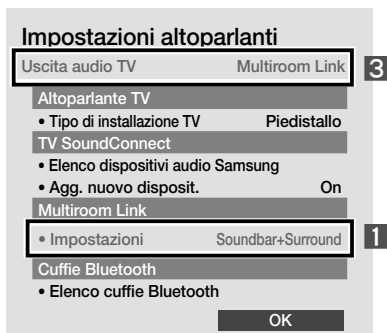 Impostazioni altoparlanti
Uscita audio TV Multiroom Link 3
Altoparlante TV
• Tipo di installazione TV Piedistallo
TV SoundConnect
• Elenco dispositivi audio Samsung
• Agg. nuovo disposit. On
Multiroom Link
• Impostazioni Soundbar+Surround 1
Cuffie Bluetooth
• Elenco cuffie Bluetooth
OK